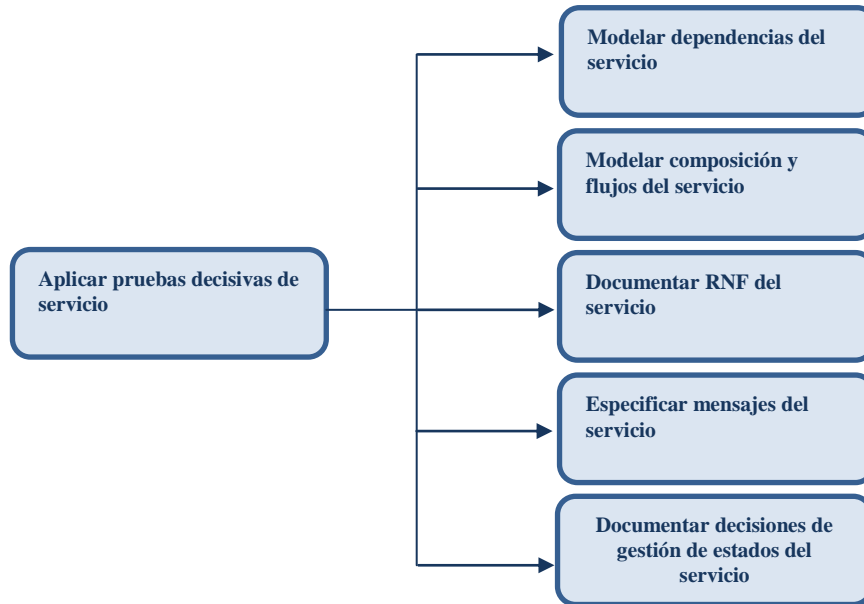 Modelar dependencias del
servicio
Modelar composición y
flujos del servicio
Aplicar pruebas decisivas de
servicio
Documentar RNF del
servicio
Especificar mensajes del
servicio
Documentar decisiones de
gestión de estados del
servicio